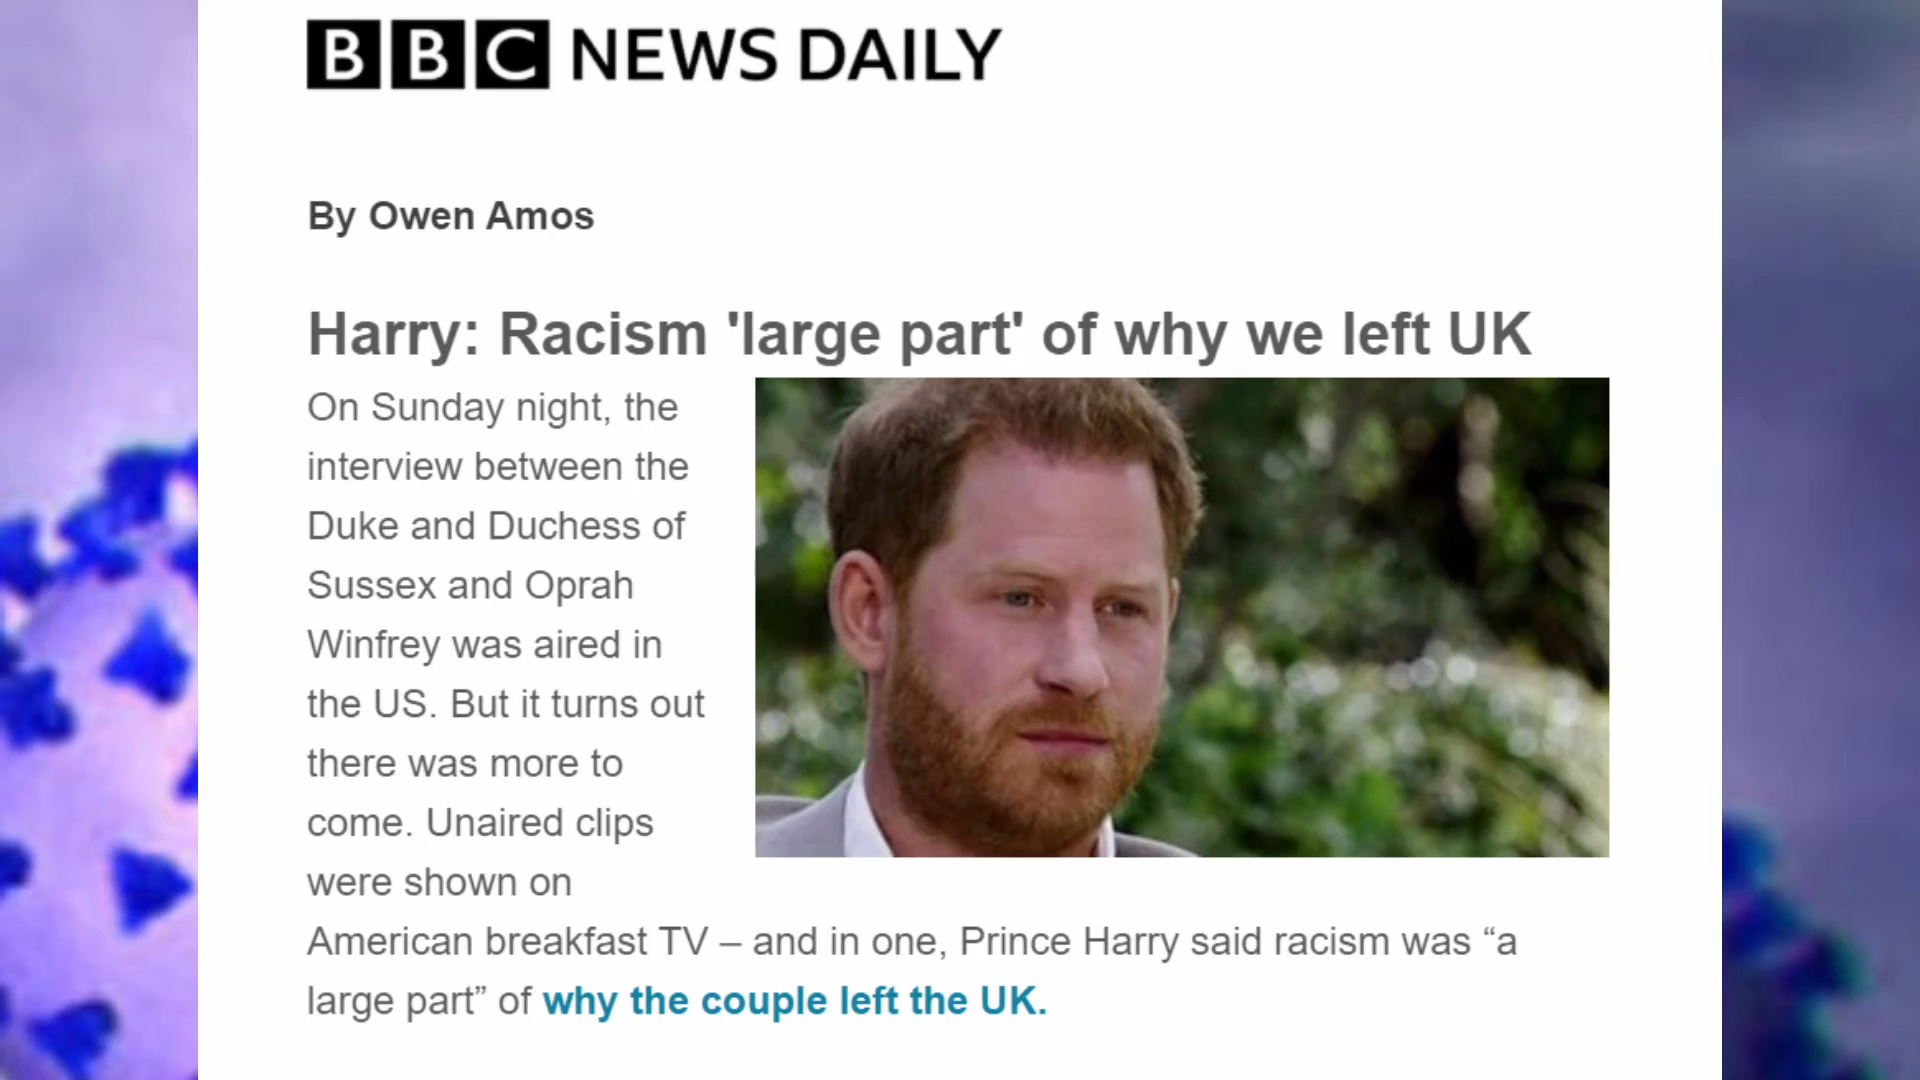 BBC NEWS DAILY
By Owen Amos
Harry: Racism 'large part' of why we left UK
On Sunday night, the
interview between the
Duke and Duchess of
Sussex and Oprah
Winfrey was aired in
the US. But it turns out
there was more to
come. Unaired clips
were shown on
American breakfast TV – and in one, Prince Harry said racism was “a
large part” of why the couple left the UK.